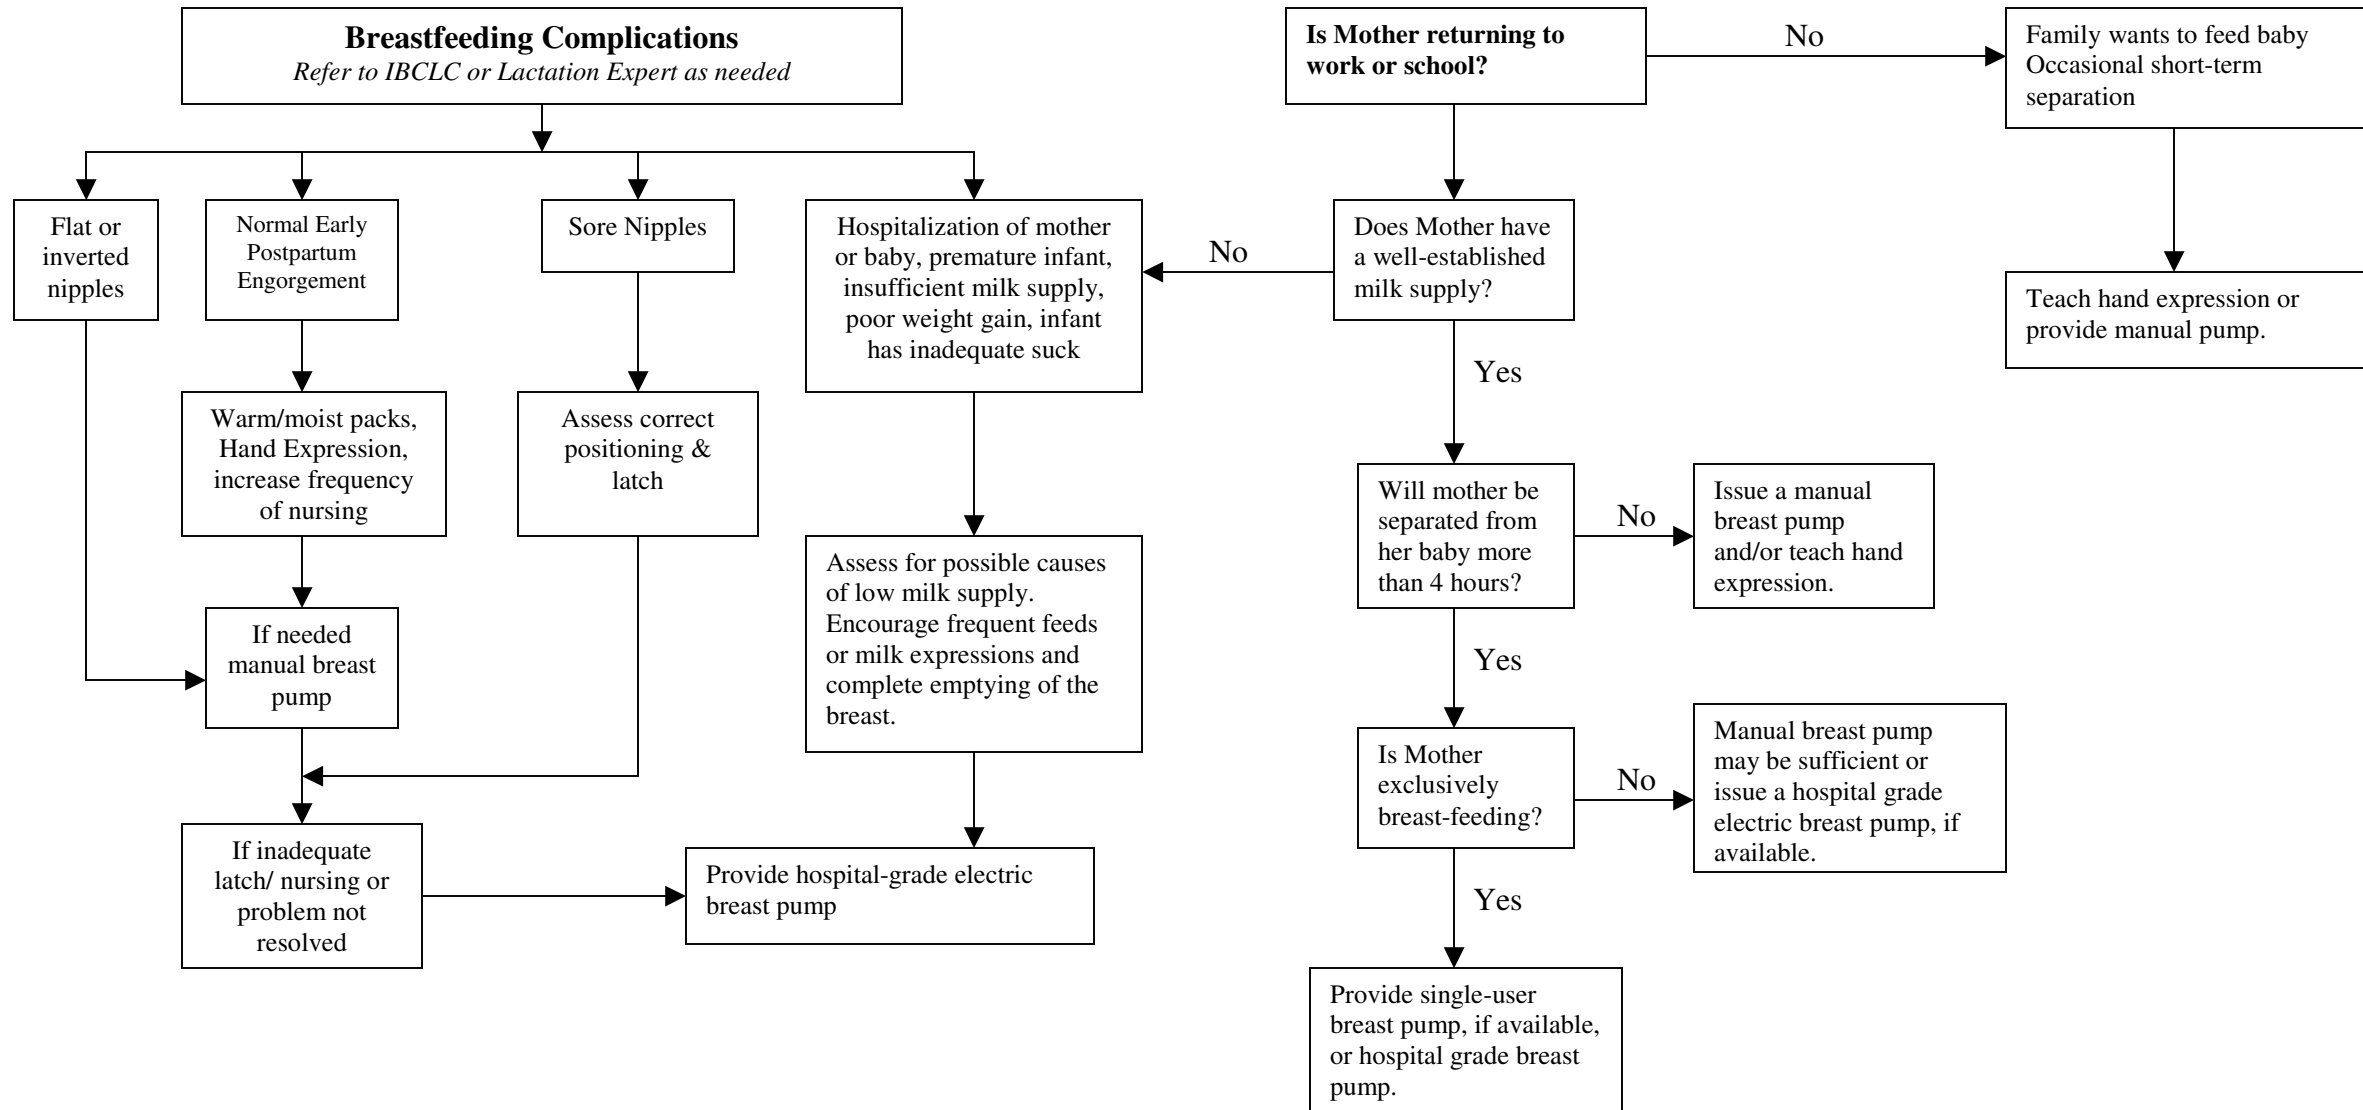 Breastfeeding Complications
Refer to IBCLC or Lactation Expert as needed
Is Mother returning to
work or school?
No
Family wants to feed baby
Occasional short-term
separation
Flat or
inverted
nipples
Normal Early
Postpartum
Engorgement
Sore Nipples
Hospitalization of mother
or baby, premature infant,
insufficient milk supply,
poor weight gain, infant
has inadequate suck
No
Does Mother have
a well-established
milk supply?
Teach hand expression or
provide manual pump.
Yes
Warm/moist packs,
Hand Expression,
increase frequency
of nursing
Assess correct
positioning &
latch
Will mother be
separated from
her baby more
than 4 hours?
No
Issue a manual
breast pump
and/or teach hand
expression.
Assess for possible causes
of low milk supply.
Encourage frequent feeds
or milk expressions and
complete emptying of the
breast.
If needed
manual breast
pump
Yes
Is Mother
exclusively
breast-feeding?
No
Manual breast pump
may be sufficient or
issue a hospital grade
electric breast pump, if
available.
If inadequate
latch/ nursing or
problem not
resolved
Provide hospital-grade electric
breast pump
Yes
Provide single-user
breast pump, if available,
or hospital grade breast
pump.